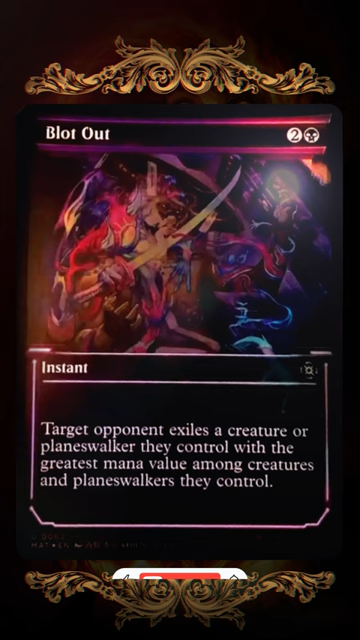 Blot Out
2
Instant
Target opponent exiles a creature or
planeswalker they control with the
greatest mana value among creatures
and planeswalkers they control.